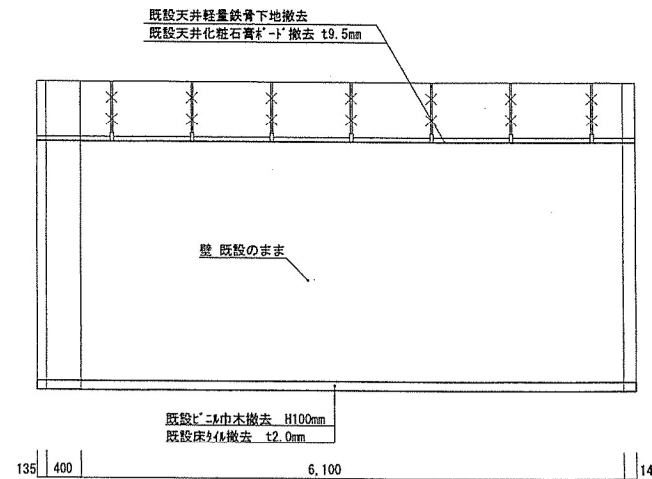 既設天井軽量鉄骨下地撤去
既設天井化粧石膏ﾎﾞｰﾄﾞ撤去 t9.5mm
壁 既設のまま
既設ﾋﾞﾆﾙ巾木撤去 H100mm
既設床ﾀｲﾙ撤去 t2.0mm
135 400 6,100 14